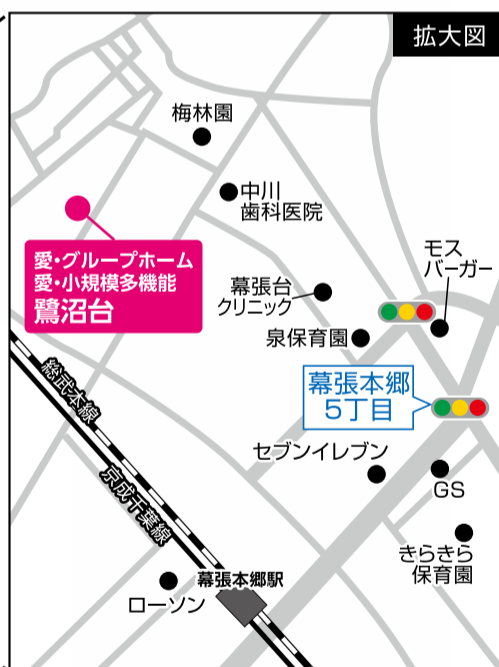 拡大図
梅林園
中川
歯科医院
愛・グループホーム
愛・小規模多機能
鷺沼台
モス
バーガー
幕張台
クリニック
泉保育園
幕張本郷
5丁目
総武本線
セブンイレブン
京成千葉線
GS
きらきら
保育園
幕張本郷駅
ローソン